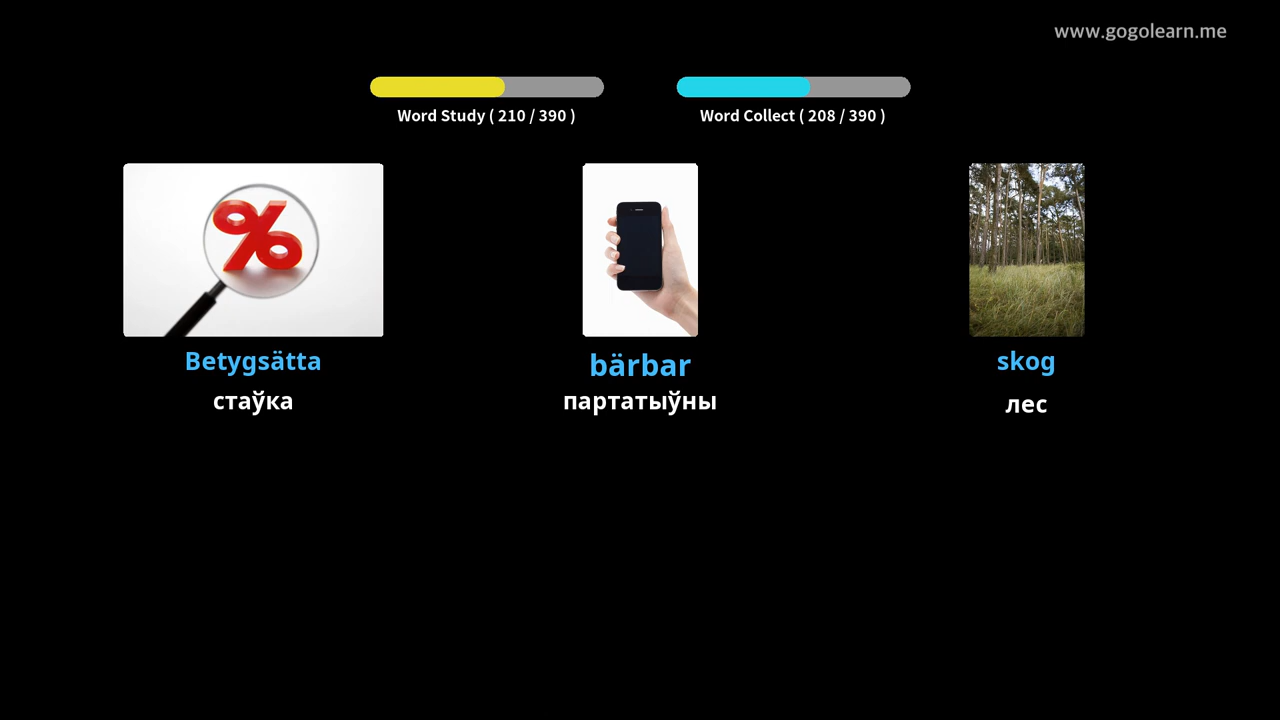 www.gogolearn.me
Word Study ( 210 / 390 )
Word Collect ( 208 / 390 )
%
Betygsätta
bärbar
skog
стаўка
партатыўны
лес